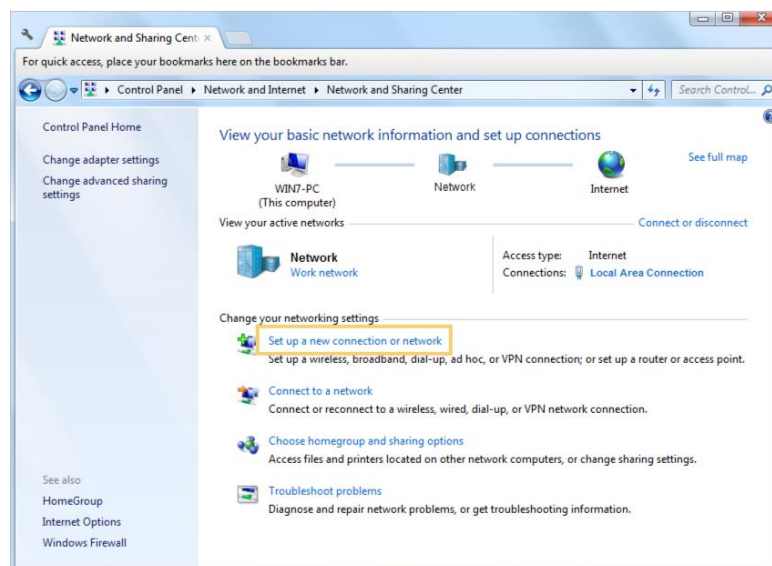 Network and Sharing Cent
For quick access, place your bookmarks here on the bookmarks bar.
Control Panel Network and Internet Network and Sharing Center
Search Control...
Control Panel Home
Change adapter settings
Change advanced sharing
settings
View your basic network information and set up connections
See full map
WIN7-PC
(This computer)
Network
Internet
View your active networks
Connect or disconnect
Network
Work network
Access type: Internet
Connections: Local Area Connection
Change your networking settings
Set up a new connection or network
Set up a wireless, broadband, dial-up, ad hoc, or VPN connection; or set up a router or access point.
Connect to a network
Connect or reconnect to a wireless, wired, dial-up, or VPN network connection.
Choose homegroup and sharing options
Access files and printers located on other network computers, or change sharing settings.
Troubleshoot problems
Diagnose and repair network problems, or get troubleshooting information.
See also
HomeGroup
Internet Options
Windows Firewall